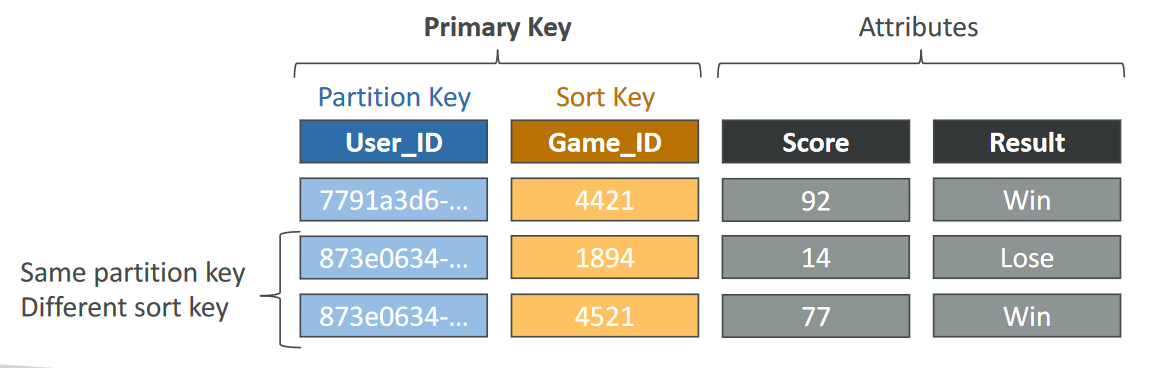 Primary Key
Attributes
Partition Key
Sort Key
User_ID
Game_ID
Score
Result
7791a3d6-...
4421
92
Win
873e0634-...
1894
14
Lose
873e0634-...
4521
77
Win
Same partition key
Different sort key